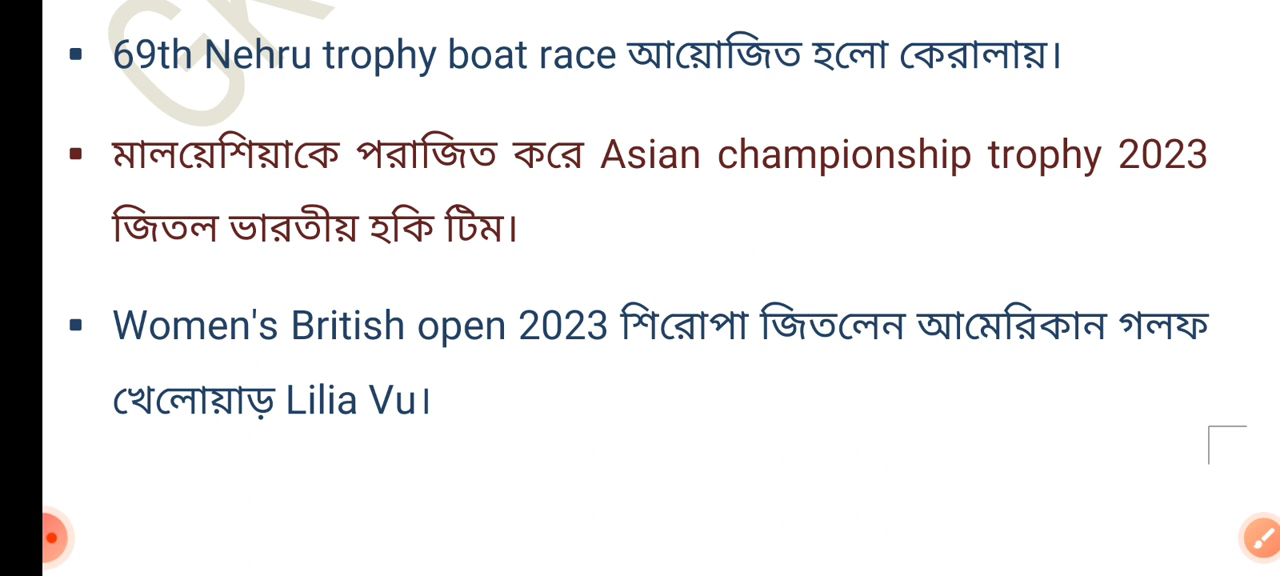 ▪ 69th Nehru trophy boat race আয়োজিত হলো কেরালায়।
▪ মালয়েশিয়াকে পরাজিত করে Asian championship trophy 2023
জিতল ভারতীয় হকি টিম।
▪ Women's British open 2023 শিরোপা জিতলেন আমেরিকান গলফ
খেলোয়াড় Lilia Vu।